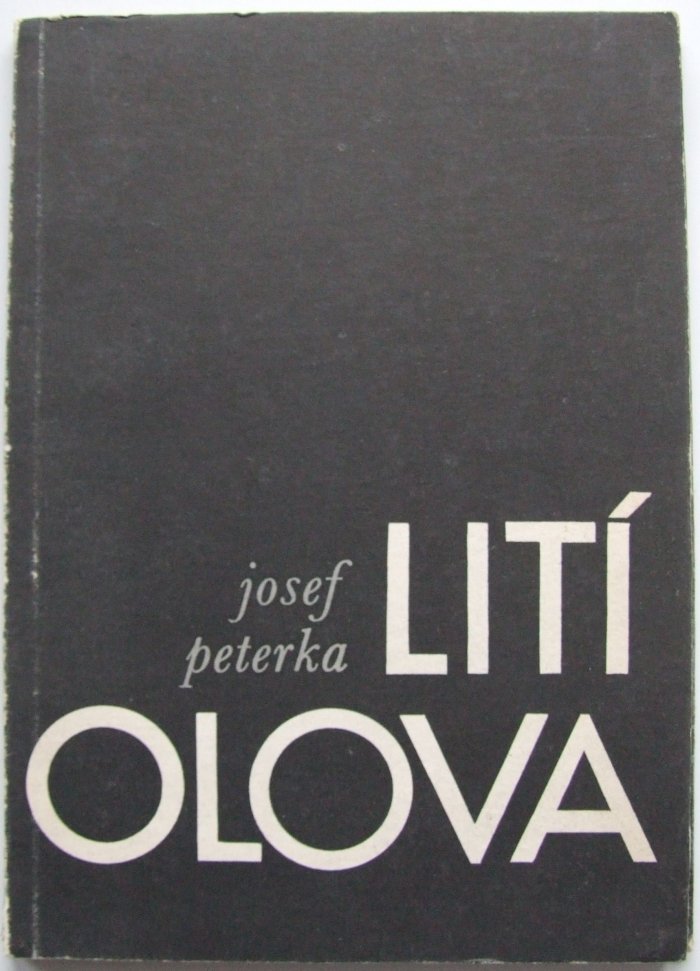 josef
peterka
LITÍ
OLOVA